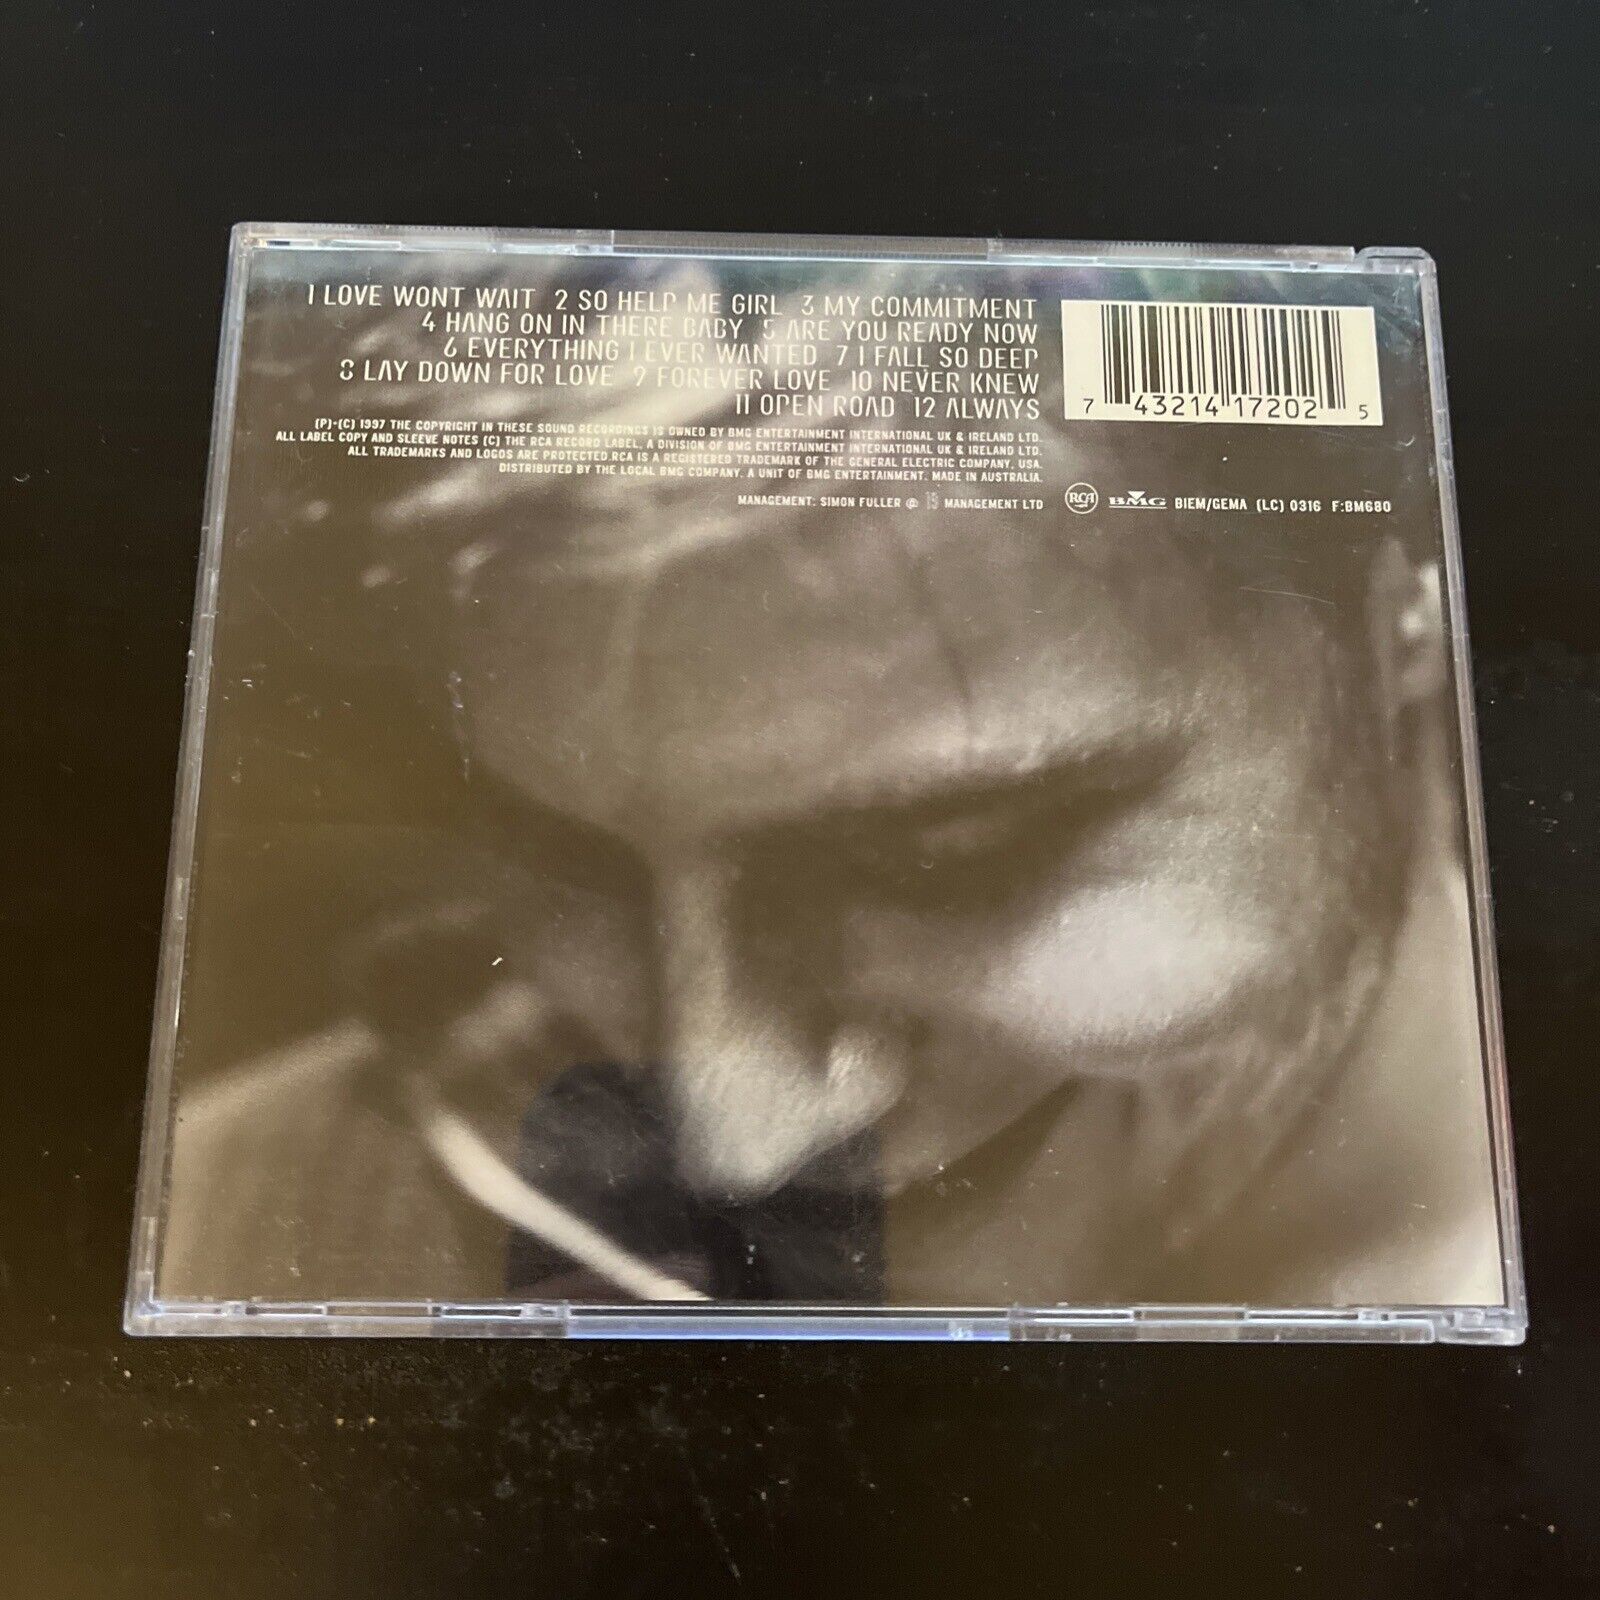 1 LOVE WONT WAIT 2 SO HELP ME GIRL 3 MY COMMITMENT
4 HANG ON IN THERE BABY 5 ARE YOU READY NOW
6 EVERYTHING I EVER WANTED 7 I FALL SO DEEP
8 LAY DOWN FOR LOVE 9 FOREVER LOVE 10 NEVER KNEW
11 OPEN ROAD 12 ALWAYS
7 43214 17202 5
(P)-(C) 1997 THE COPYRIGHT IN THESE SOUND RECORDINGS IS OWNED BY BMG ENTERTAINMENT INTERNATIONAL UK & IRELAND LTD.
ALL LABEL COPY AND SLEEVE NOTES (C) THE RCA RECORD LABEL, A DIVISION OF BMG ENTERTAINMENT INTERNATIONAL UK & IRELAND LTD.
ALL TRADEMARKS AND LOGOS ARE PROTECTED.RCA IS A REGISTERED TRADEMARK OF THE GENERAL ELECTRIC COMPANY, USA.
DISTRIBUTED BY THE LOCAL BMG COMPANY. A UNIT OF BMG ENTERTAINMENT. MADE IN AUSTRALIA.
MANAGEMENT: SIMON FULLER @ 19 MANAGEMENT LTD RCA BMG BIEM/GEMA (LC) 0316 F:BM680